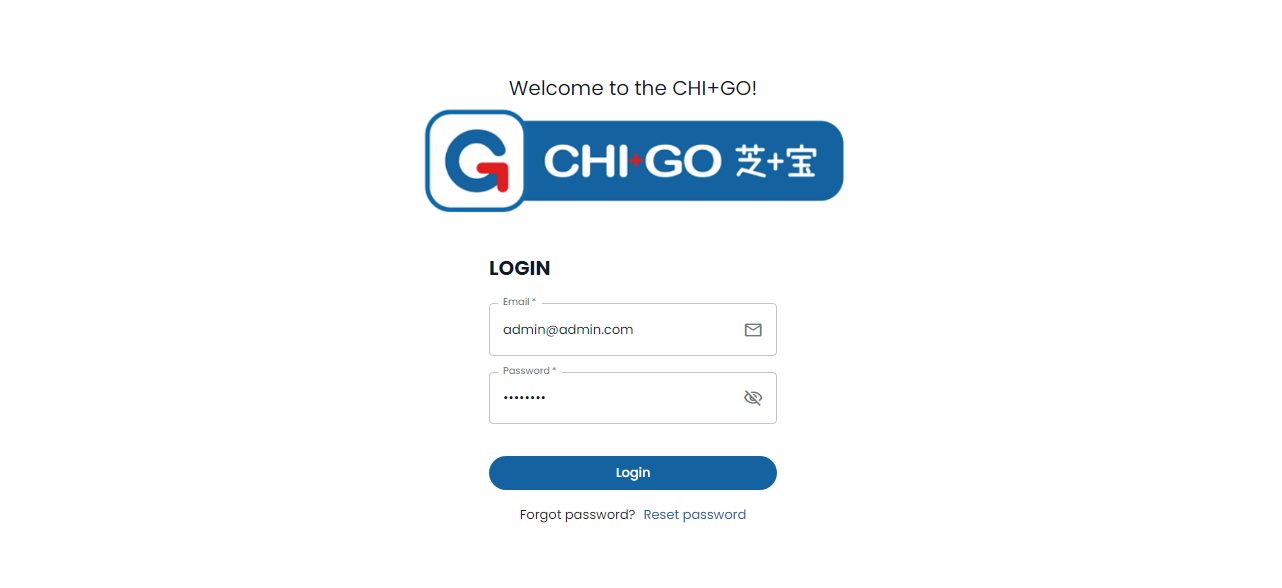 Welcome to the CHI+GO!
CHI+GO 芝+宝
LOGIN
Email *
admin@admin.com
Password *
••••••••
Login
Forgot password? Reset password